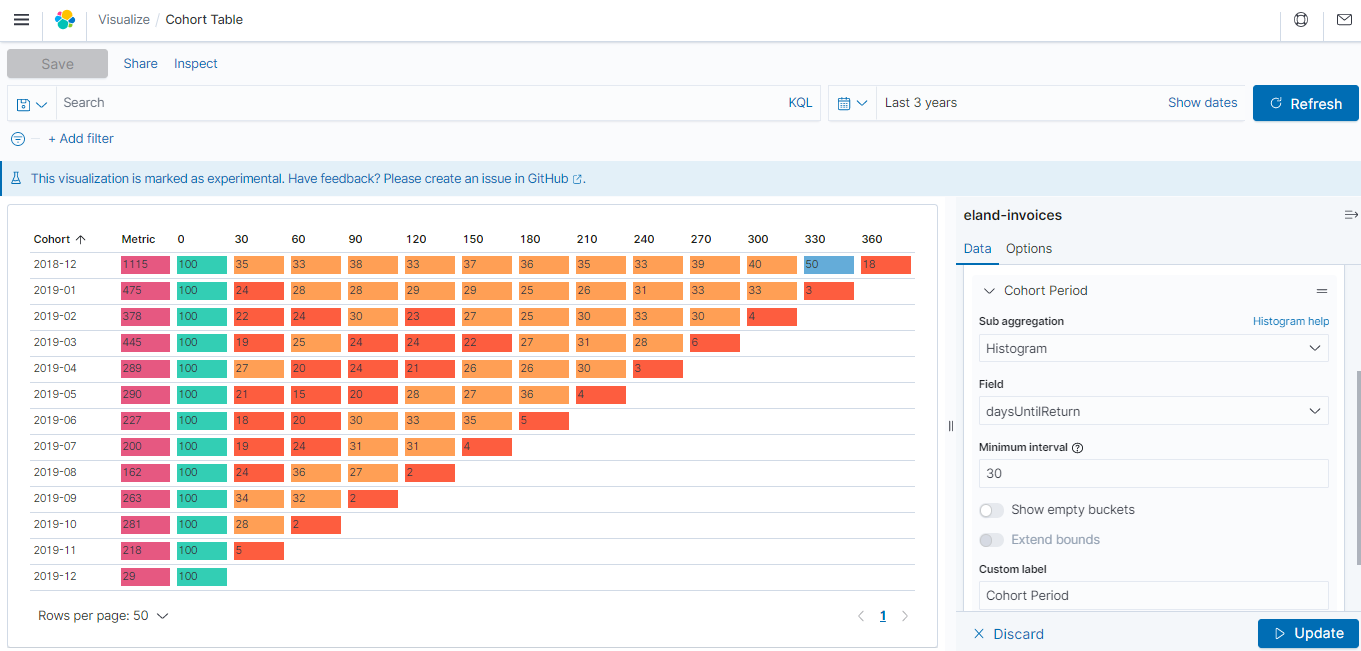 Visualize / Cohort Table
Save Share Inspect
Search KQL Last 3 years Show dates Refresh
+ Add filter
This visualization is marked as experimental. Have feedback? Please create an issue in GitHub.
Cohort Metric 0 30 60 90 120 150 180 210 240 270 300 330 360
2018-12 1115 100 35 33 38 33 37 36 35 33 39 40 50 18
2019-01 475 100 24 28 28 29 29 25 26 31 33 33 3
2019-02 378 100 22 24 30 23 27 25 30 33 30 4
2019-03 445 100 19 25 24 24 22 27 31 28 6
2019-04 289 100 27 20 24 21 26 26 30 3
2019-05 290 100 21 15 20 28 27 36 4
2019-06 227 100 18 20 30 33 35 5
2019-07 200 100 19 24 31 31 4
2019-08 162 100 24 36 27 2
2019-09 263 100 34 32 2
2019-10 281 100 28 2
2019-11 218 100 5
2019-12 29 100
Rows per page: 50 1
eland-invoices
Data Options
Cohort Period
Sub aggregation Histogram help
Histogram
Field
daysUntilReturn
Minimum interval
30
Show empty buckets
Extend bounds
Custom label
Cohort Period
Discard Update